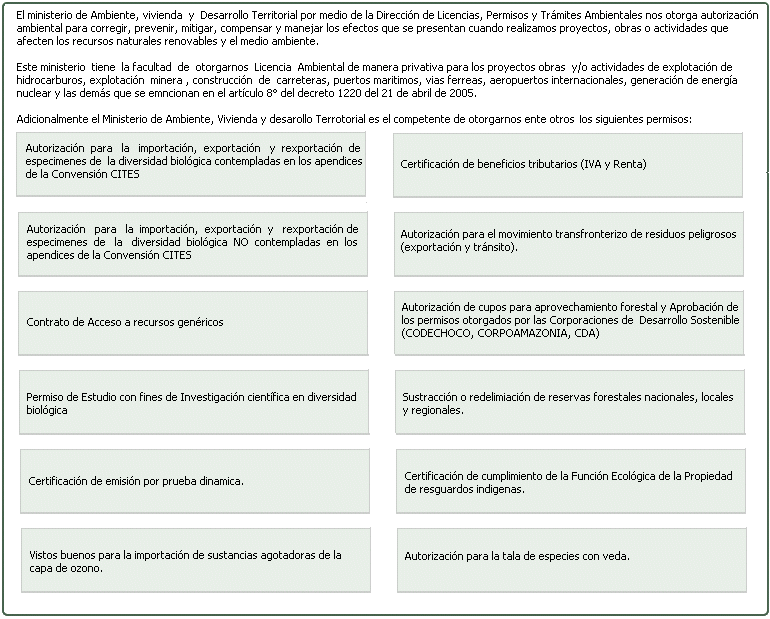 El ministerio de Ambiente, vivienda y Desarrollo Territorial por medio de la Dirección de Licencias, Permisos y Trámites Ambientales nos otorga autorización
ambiental para corregir, prevenir, mitigar, compensar y manejar los efectos que se presentan cuando realizamos proyectos, obras o actividades que
afecten los recursos naturales renovables y el medio ambiente.
Este ministerio tiene la facultad de otorgarnos Licencia Ambiental de manera privativa para los proyectos obras y/o actividades de explotación de
hidrocarburos, explotación minera , construcción de carreteras, puertos maritimos, vias ferreas, aeropuertos internacionales, generación de energía
nuclear y las demás que se emncionan en el artículo 8° del decreto 1220 del 21 de abril de 2005.
Adicionalmente el Ministerio de Ambiente, Vivienda y desarollo Terrotorial es el competente de otorgarnos ente otros los siguientes permisos:
Autorización para la importación, exportación y rexportación de
especimenes de la diversidad biológica contempladas en los apendices
de la Convención CITES
Certificación de beneficios tributarios (IVA y Renta)
Autorización para la importación, exportación y rexportación de
especimenes de la diversidad biológica NO contempladas en los
apendices de la Convención CITES
Autorización para el movimiento transfronterizo de residuos peligrosos
(exportación y tránsito).
Contrato de Acceso a recursos genéricos
Autorización de cupos para aprovechamiento forestal y Aprobación de
los permisos otorgados por las Corporaciones de Desarrollo Sostenible
(CODECHOCO, CORPOAMAZONIA, CDA)
Permiso de Estudio con fines de Investigación científica en diversidad
biológica
Sustracción o redelimiación de reservas forestales nacionales, locales
y regionales.
Certificación de emisión por prueba dinamica.
Certificación de cumplimiento de la Función Ecológica de la Propiedad
de resguardos indigenas.
Vistos buenos para la importación de sustancias agotadoras de la
capa de ozono.
Autorización para la tala de especies con veda.